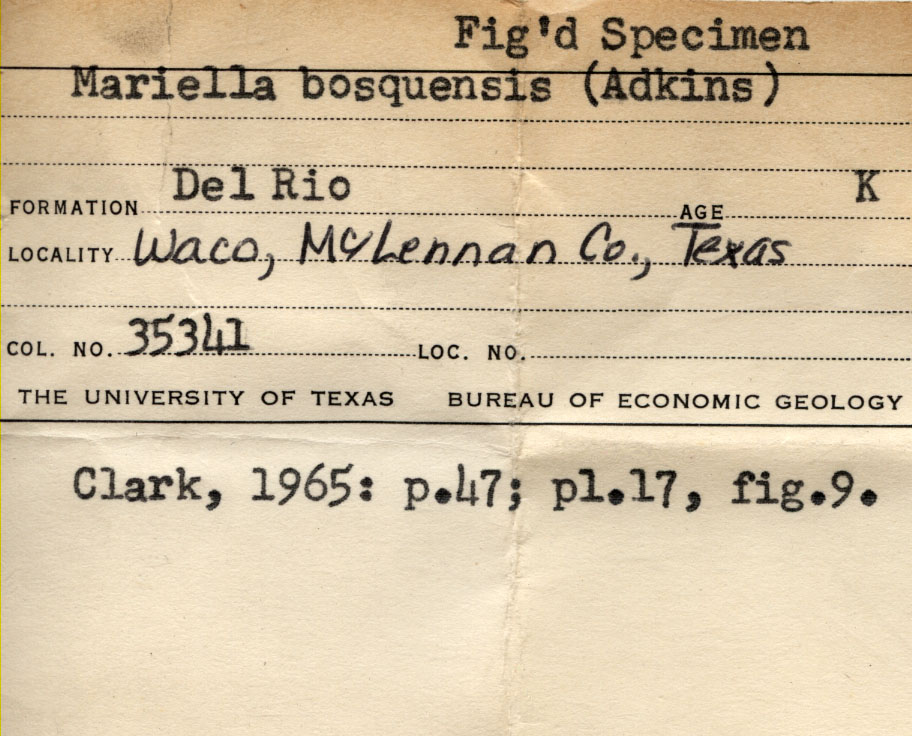 Fig'd Specimen
Mariella bosquensis (Adkins)
FORMATION Del Rio AGE K
LOCALITY Waco, McLennan Co., Texas
COL. NO. 35341 LOC. NO.
THE UNIVERSITY OF TEXAS BUREAU OF ECONOMIC GEOLOGY
Clark, 1965: p.47; pl.17, fig.9.